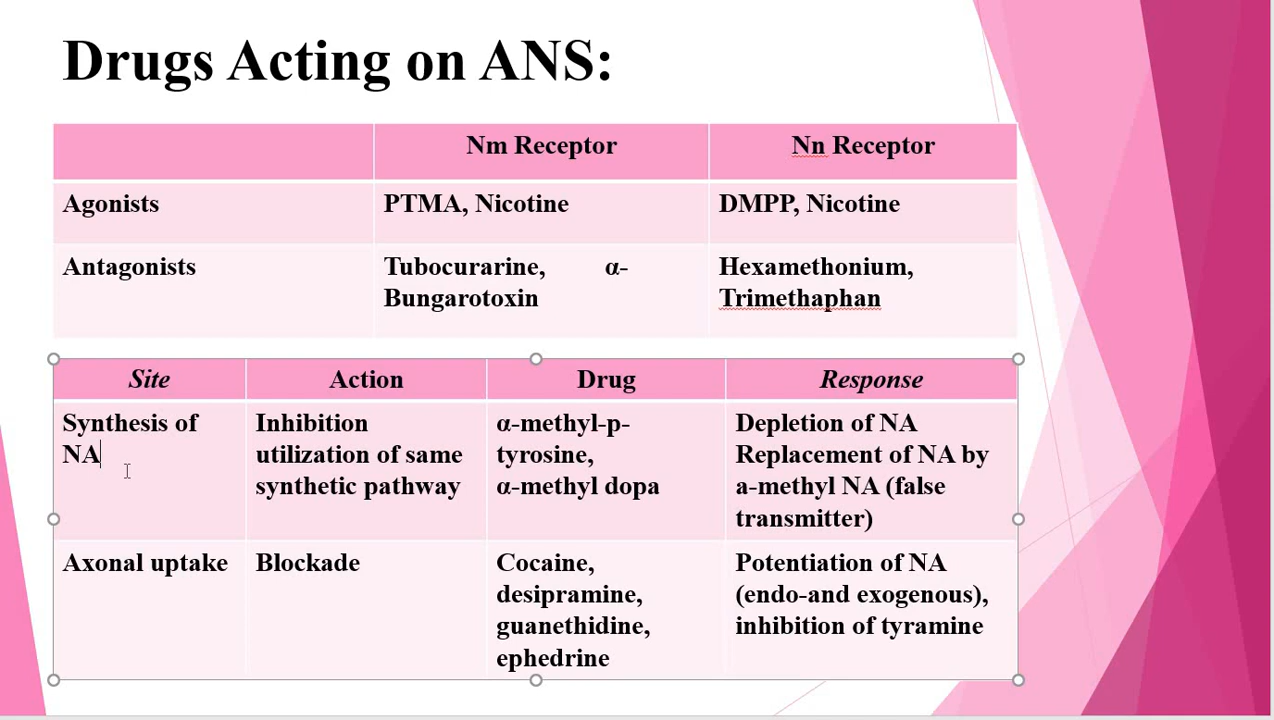 Drugs Acting on ANS:
Nm Receptor
Nn Receptor
Agonists
PTMA, Nicotine
DMPP, Nicotine
Antagonists
Tubocurarine, α-
Bungarotoxin
Hexamethonium,
Trimethaphan
Site
Action
Drug
Response
Synthesis of
NA
Inhibition
utilization of same
synthetic pathway
α-methyl-p-
tyrosine,
α-methyl dopa
Depletion of NA
Replacement of NA by
a-methyl NA (false
transmitter)
Axonal uptake
Blockade
Cocaine,
desipramine,
guanethidine,
ephedrine
Potentiation of NA
(endo-and exogenous),
inhibition of tyramine